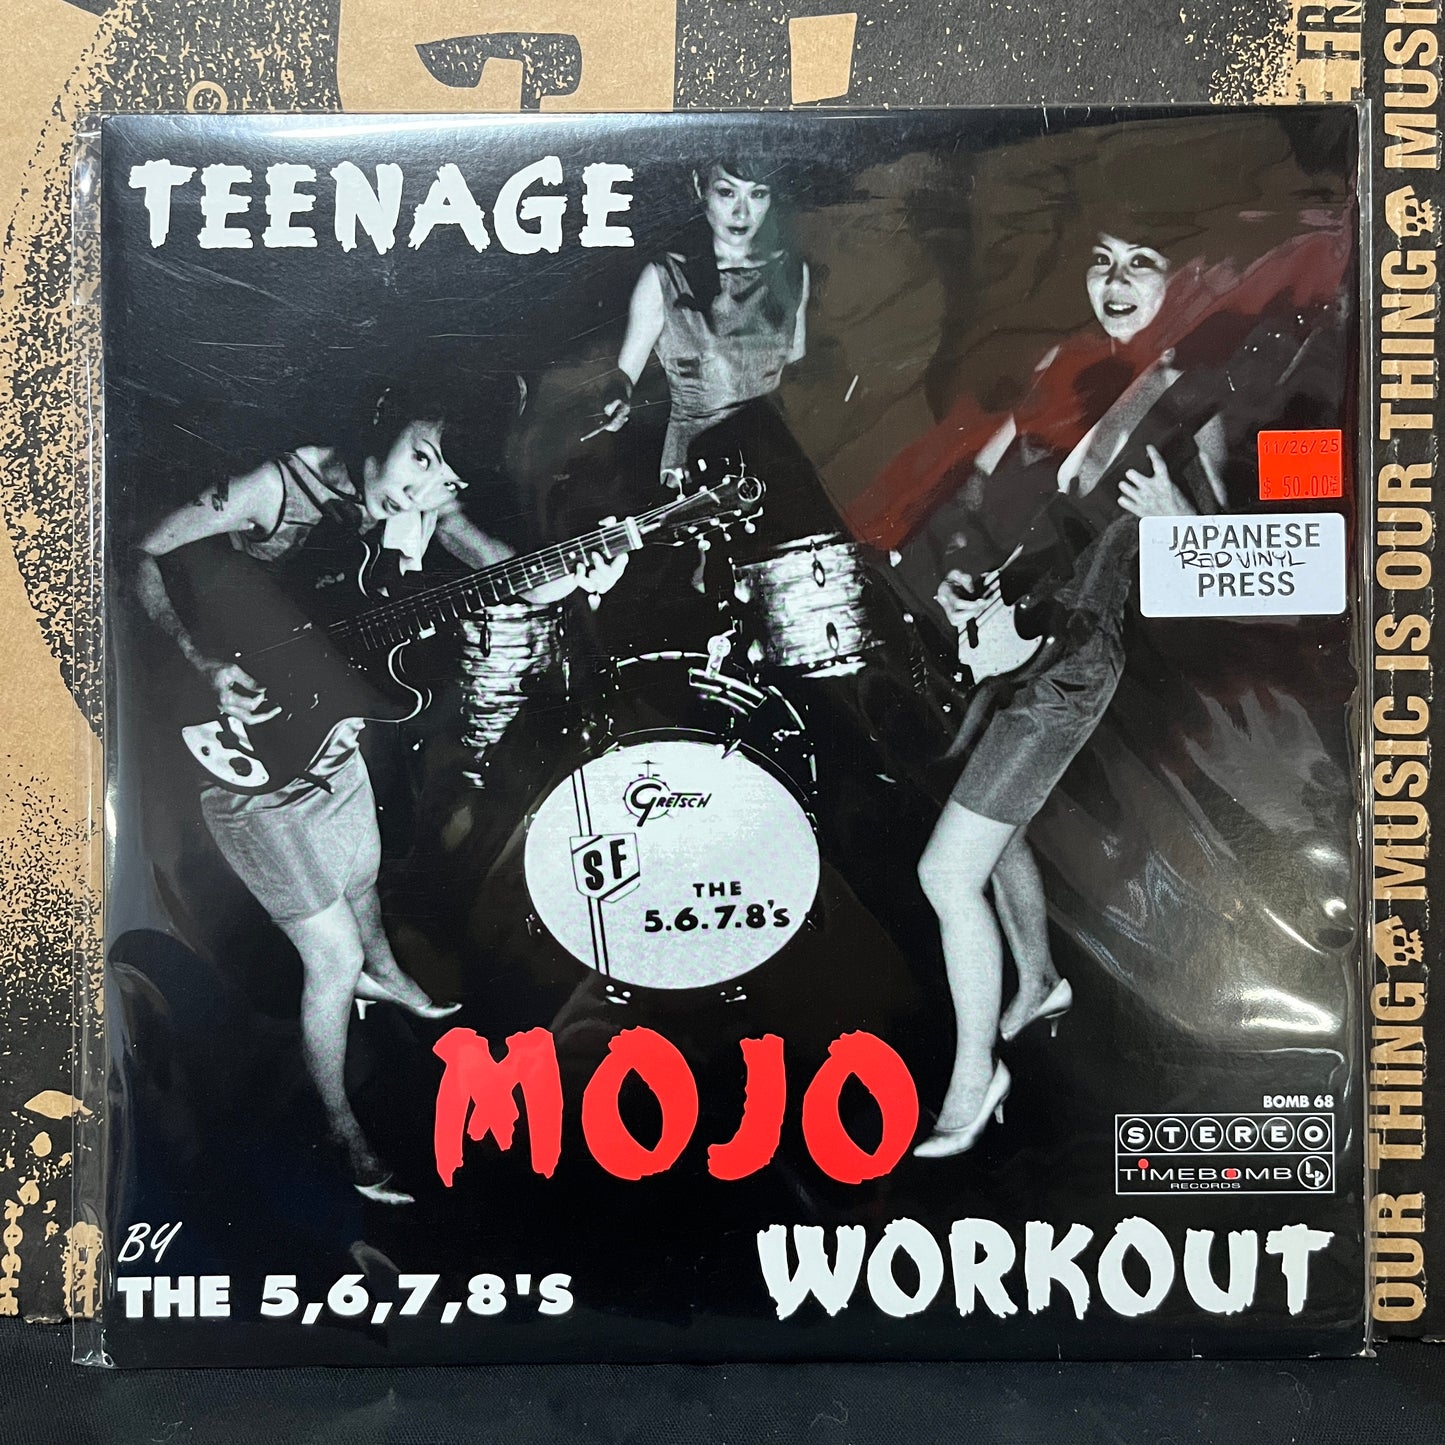 TEENAGE
11/26/25
$ 50.00
JAPANESE
RED VINYL
PRESS
GRETSCH
SF
THE
5.6.7.8's
MOJO
BOMB 68
STEREO
TIMEBOMB LP
RECORDS
BY
THE 5,6,7,8'S
WORKOUT
MUSIC IS OUR THING
MUSIC IS OUR THING